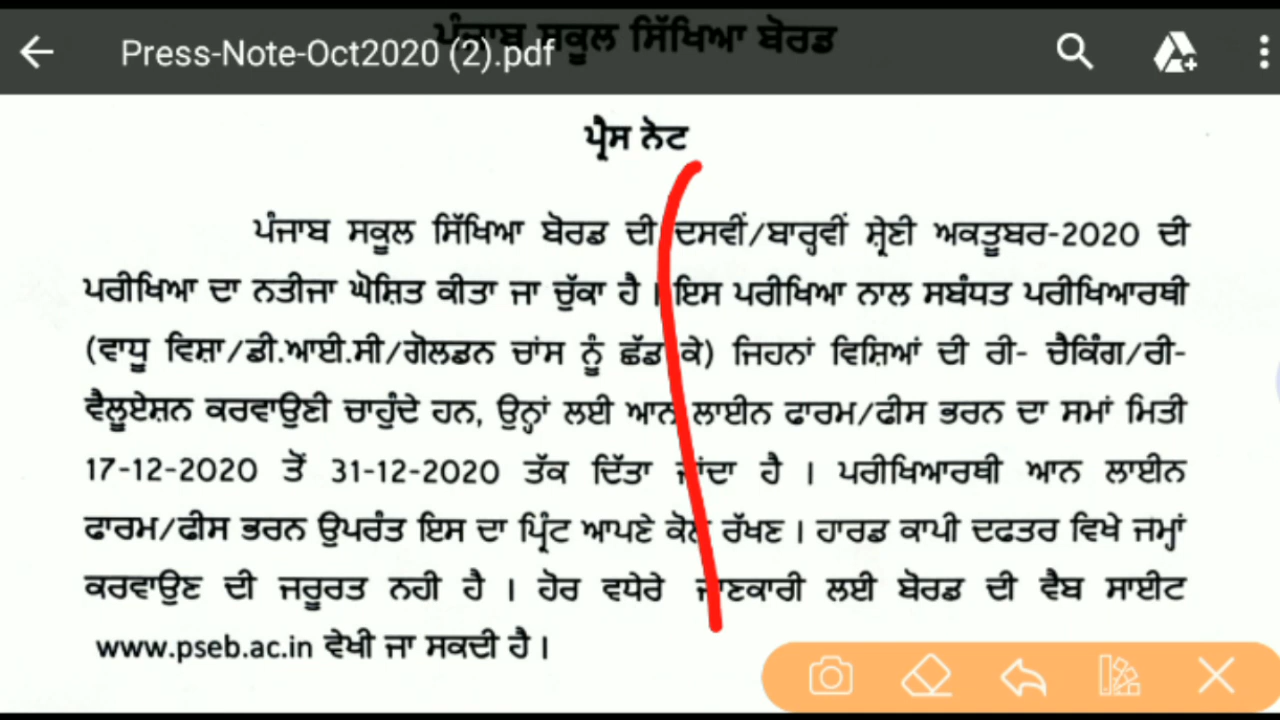 ਪੰਜਾਬ ਸਕੂਲ ਸਿੱਖਿਆ ਬੋਰਡ
Press-Note-Oct2020 (2).pdf
ਪ੍ਰੈਸ ਨੋਟ
ਪੰਜਾਬ ਸਕੂਲ ਸਿੱਖਿਆ ਬੋਰਡ ਦੀ ਦਸਵੀਂ/ਬਾਰ੍ਹਵੀਂ ਸ਼੍ਰੇਣੀ ਅਕਤੂਬਰ-2020 ਦੀ
ਪਰੀਖਿਆ ਦਾ ਨਤੀਜਾ ਘੋਸ਼ਿਤ ਕੀਤਾ ਜਾ ਚੁੱਕਾ ਹੈ । ਇਸ ਪਰੀਖਿਆ ਨਾਲ ਸਬੰਧਤ ਪਰੀਖਿਆਰਥੀ
(ਵਾਧੂ ਵਿਸ਼ਾ/ਡੀ.ਆਈ.ਸੀ/ਗੋਲਡਨ ਚਾਂਸ ਨੂੰ ਛੱਡ ਕੇ) ਜਿਹਨਾਂ ਵਿਸ਼ਿਆਂ ਦੀ ਰੀ- ਚੈਕਿੰਗ/ਰੀ-
ਵੈਲੂਏਸ਼ਨ ਕਰਵਾਉਣੀ ਚਾਹੁੰਦੇ ਹਨ, ਉਨ੍ਹਾਂ ਲਈ ਆਨ ਲਾਈਨ ਫਾਰਮ/ਫੀਸ ਭਰਨ ਦਾ ਸਮਾਂ ਮਿਤੀ
17-12-2020 ਤੋਂ 31-12-2020 ਤੱਕ ਦਿੱਤਾ ਜਾਂਦਾ ਹੈ । ਪਰੀਖਿਆਰਥੀ ਆਨ ਲਾਈਨ
ਫਾਰਮ/ਫੀਸ ਭਰਨ ਉਪਰੰਤ ਇਸ ਦਾ ਪ੍ਰਿੰਟ ਆਪਣੇ ਕੋਲ ਰੱਖਣ । ਹਾਰਡ ਕਾਪੀ ਦਫਤਰ ਵਿਖੇ ਜਮ੍ਹਾਂ
ਕਰਵਾਉਣ ਦੀ ਜਰੂਰਤ ਨਹੀ ਹੈ । ਹੋਰ ਵਧੇਰੇ ਜਾਣਕਾਰੀ ਲਈ ਬੋਰਡ ਦੀ ਵੈਬ ਸਾਈਟ
www.pseb.ac.in ਵੇਖੀ ਜਾ ਸਕਦੀ ਹੈ ।